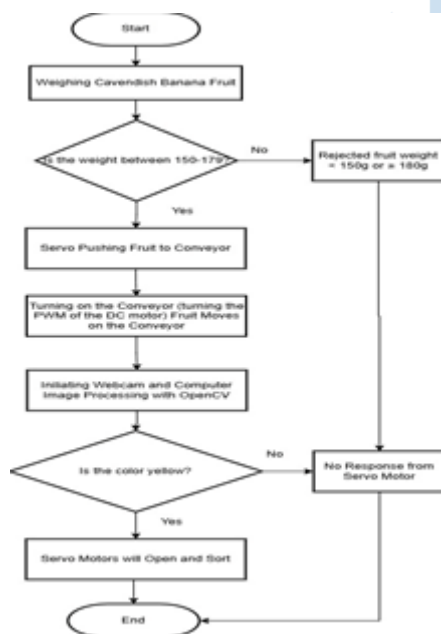 Start
Weighing Cavendish Banana Fruit
Is the weight between 150-179?
No
Rejected fruit weight
< 150g or ≥ 180g
Yes
Servo Pushing Fruit to Conveyor
Turning on the Conveyor (turning the
PWM of the DC motor) Fruit Moves
on the Conveyor
Initiating Webcam and Computer
Image Processing with OpenCV
Is the color yellow?
No
No Response from
Servo Motor
Yes
Servo Motors will Open and Sort
End